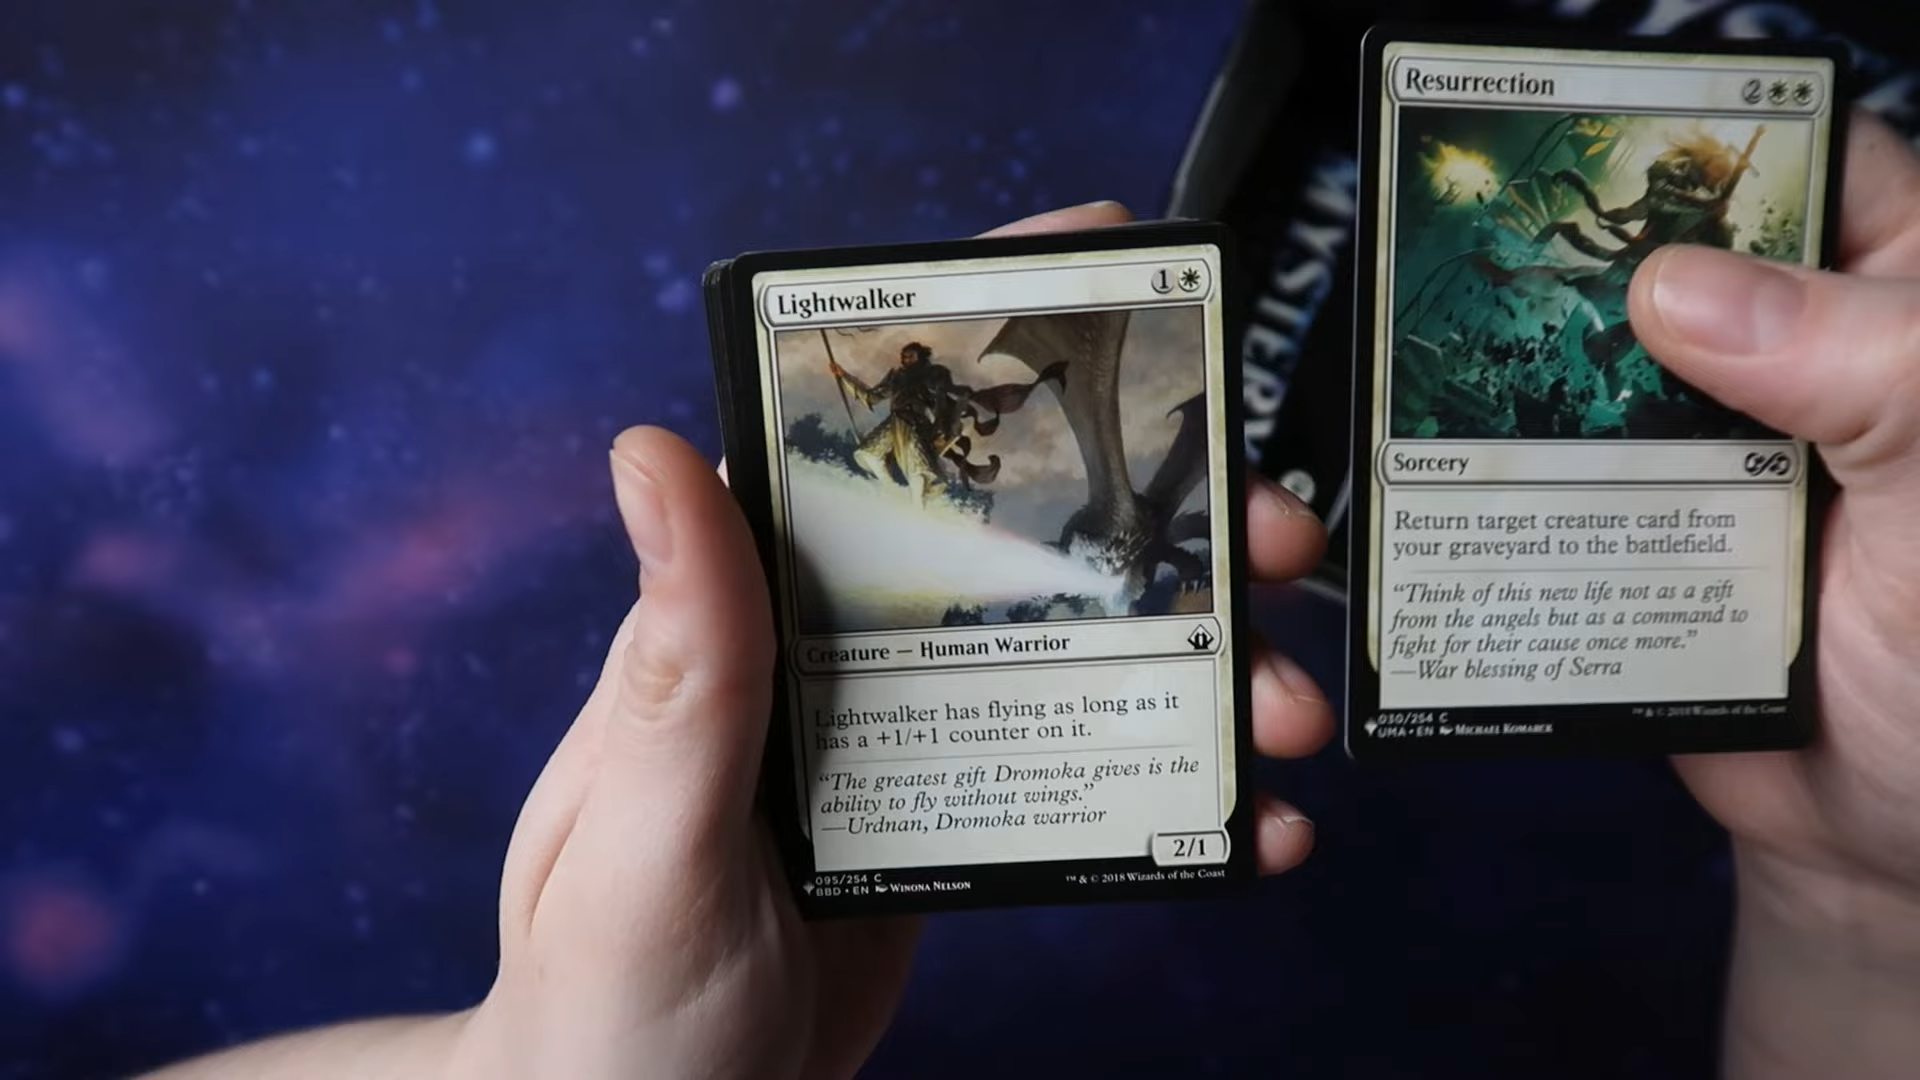 Lightwalker
1
Creature — Human Warrior
Lightwalker has flying as long as it
has a +1/+1 counter on it.
“The greatest gift Dromoka gives is the
ability to fly without wings.”
—Urdnan, Dromoka warrior
2/1
095/254 C
BBD • EN Winona Nelson
™ & © 2018 Wizards of the Coast
Resurrection
2
Sorcery
Return target creature card from
your graveyard to the battlefield.
“Think of this new life not as a gift
from the angels but as a command to
fight for their cause once more.”
—War blessing of Serra
030/254 C
UMA • EN Michael Komarck
™ & © 2018 Wizards of the Coast
MYSTERY